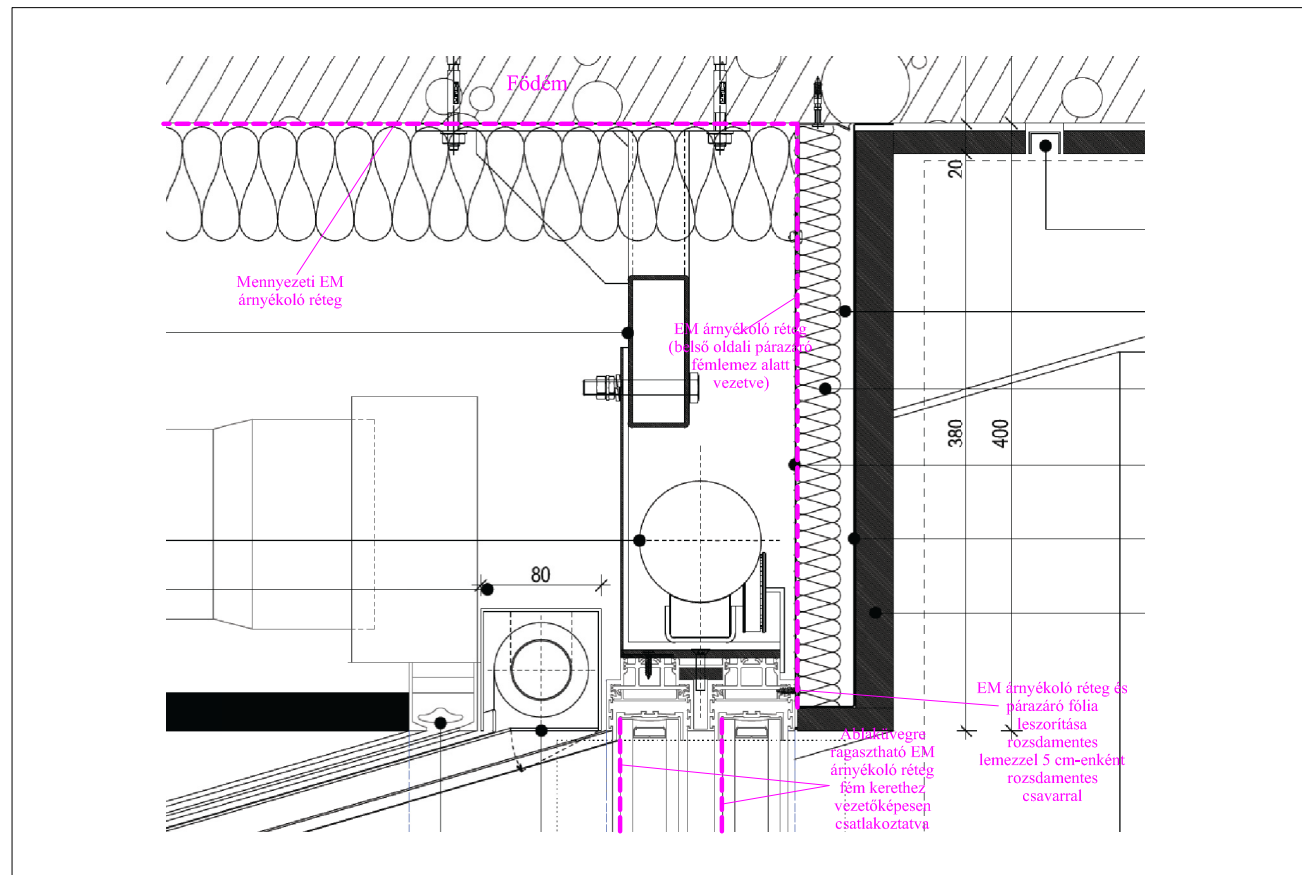 Födém
20
Mennyezeti EM
árnyékoló réteg
EM árnyékoló réteg
(belső oldali párazáró
fémlemez alatt
vezetve)
380
400
80
EM árnyékoló réteg és
párazáró fólia
leszorítása
rozsdamentes
lemezzel 5 cm-enként
rozsdamentes
csavarral
Ablaküvegre
ragasztható EM
árnyékoló réteg
fém kerethez
vezetőképesen
csatlakoztatva